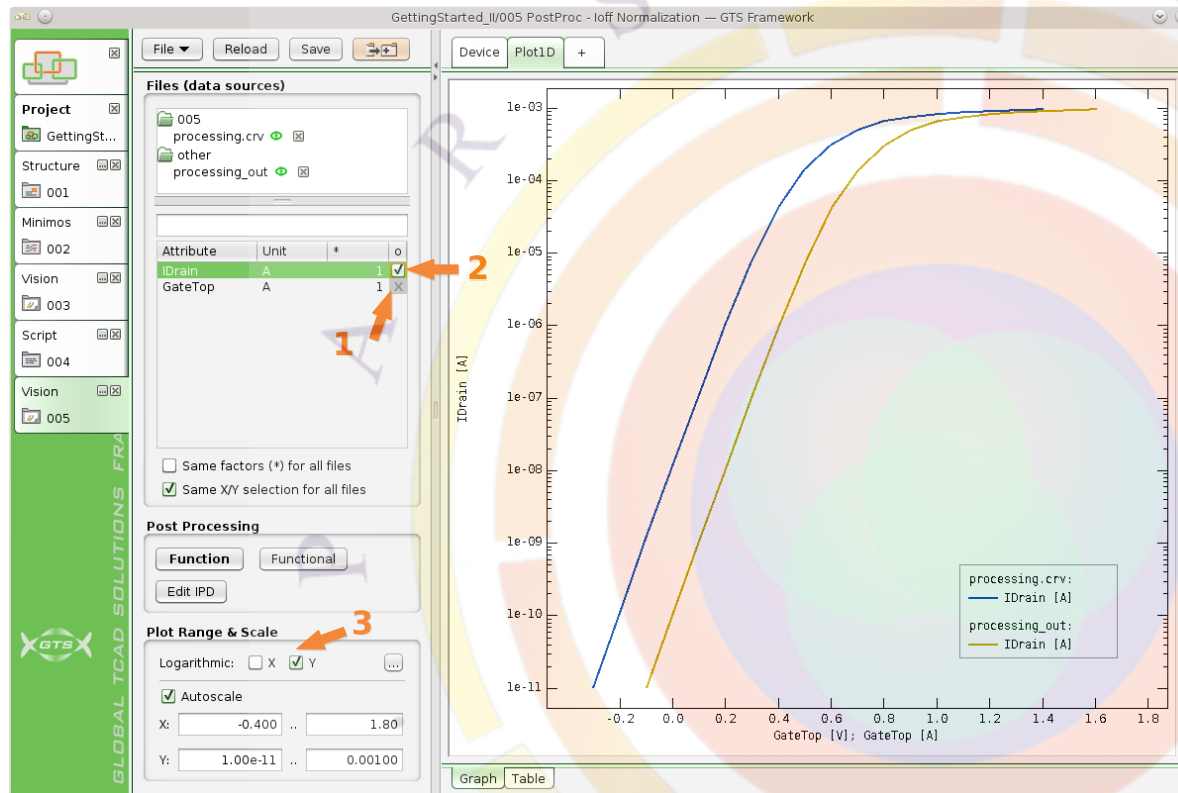 GettingStarted_II/005 PostProc - Ioff Normalization — GTS Framework
Project
GettingSt...
Structure
001
Minimos
002
Vision
003
Script
004
Vision
005
GLOBAL TCAD SOLUTIONS FRA
GTS
File Reload Save
Files (data sources)
005
processing.crv
other
processing_out
Attribute Unit * o
IDrain A 1
GateTop A 1 X
1
2
Same factors (*) for all files
Same X/Y selection for all files
Post Processing
Function Functional
Edit IPD
Plot Range & Scale
3
Logarithmic: X Y ...
Autoscale
X: -0.400 .. 1.80
Y: 1.00e-11 .. 0.00100
Device Plot1D +
1e-03
1e-04
1e-05
1e-06
1e-07
1e-08
1e-09
1e-10
1e-11
IDrain [A]
processing.crv:
IDrain [A]
processing_out:
IDrain [A]
-0.2 0.0 0.2 0.4 0.6 0.8 1.0 1.2 1.4 1.6 1.8
GateTop [V]; GateTop [A]
Graph Table
P A R S